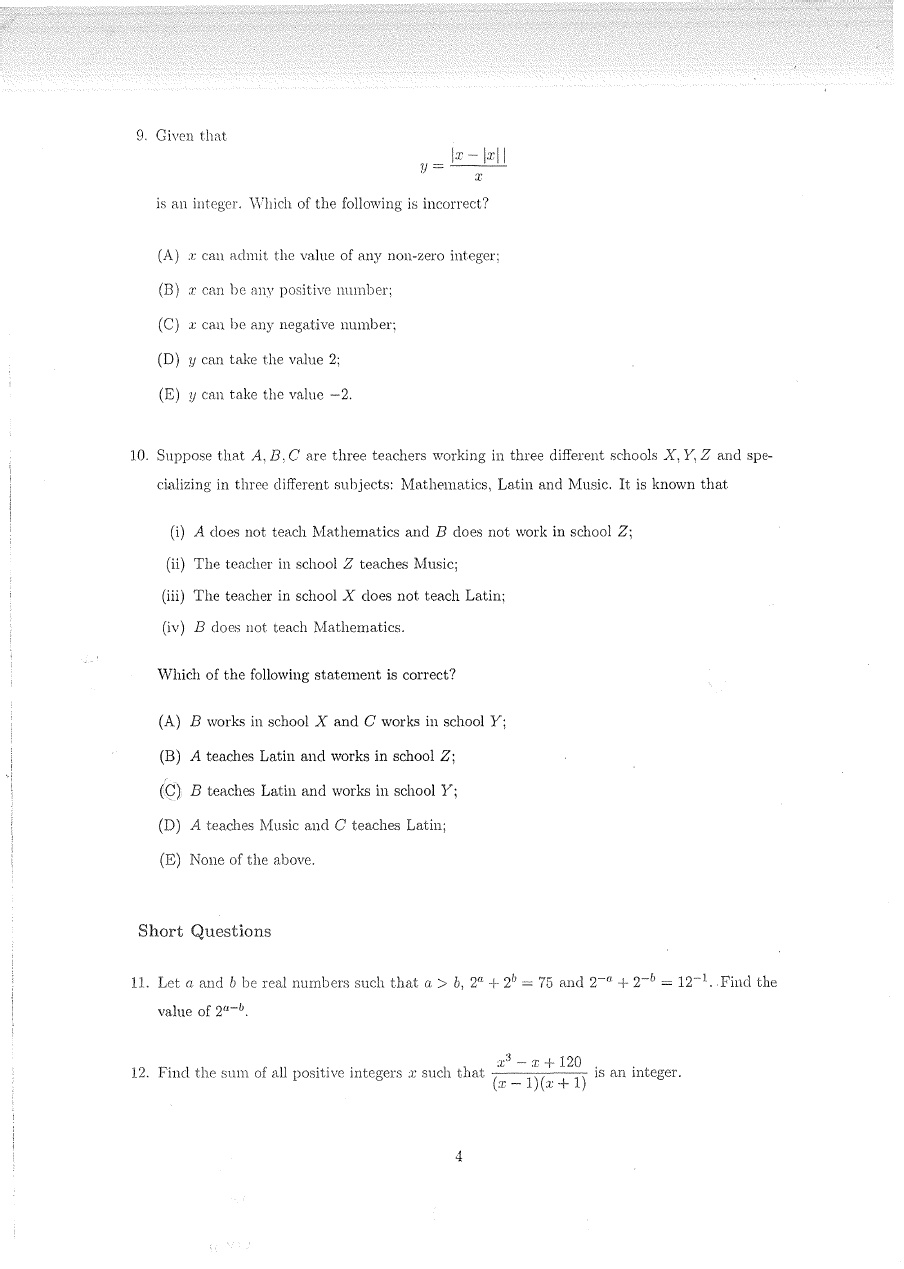 9. Given that
y = |x − |x|| / x
is an integer. Which of the following is incorrect?
(A) x can admit the value of any non-zero integer;
(B) x can be any positive number;
(C) x can be any negative number;
(D) y can take the value 2;
(E) y can take the value −2.
10. Suppose that A, B, C are three teachers working in three different schools X, Y, Z and spe-
cializing in three different subjects: Mathematics, Latin and Music. It is known that
(i) A does not teach Mathematics and B does not work in school Z;
(ii) The teacher in school Z teaches Music;
(iii) The teacher in school X does not teach Latin;
(iv) B does not teach Mathematics.
Which of the following statement is correct?
(A) B works in school X and C works in school Y;
(B) A teaches Latin and works in school Z;
(C) B teaches Latin and works in school Y;
(D) A teaches Music and C teaches Latin;
(E) None of the above.
Short Questions
11. Let a and b be real numbers such that a > b, 2^a + 2^b = 75 and 2^−a + 2^−b = 12^−1. Find the
value of 2^a−b.
12. Find the sum of all positive integers x such that (x^3 − x + 120) / ((x − 1)(x + 1)) is an integer.
4